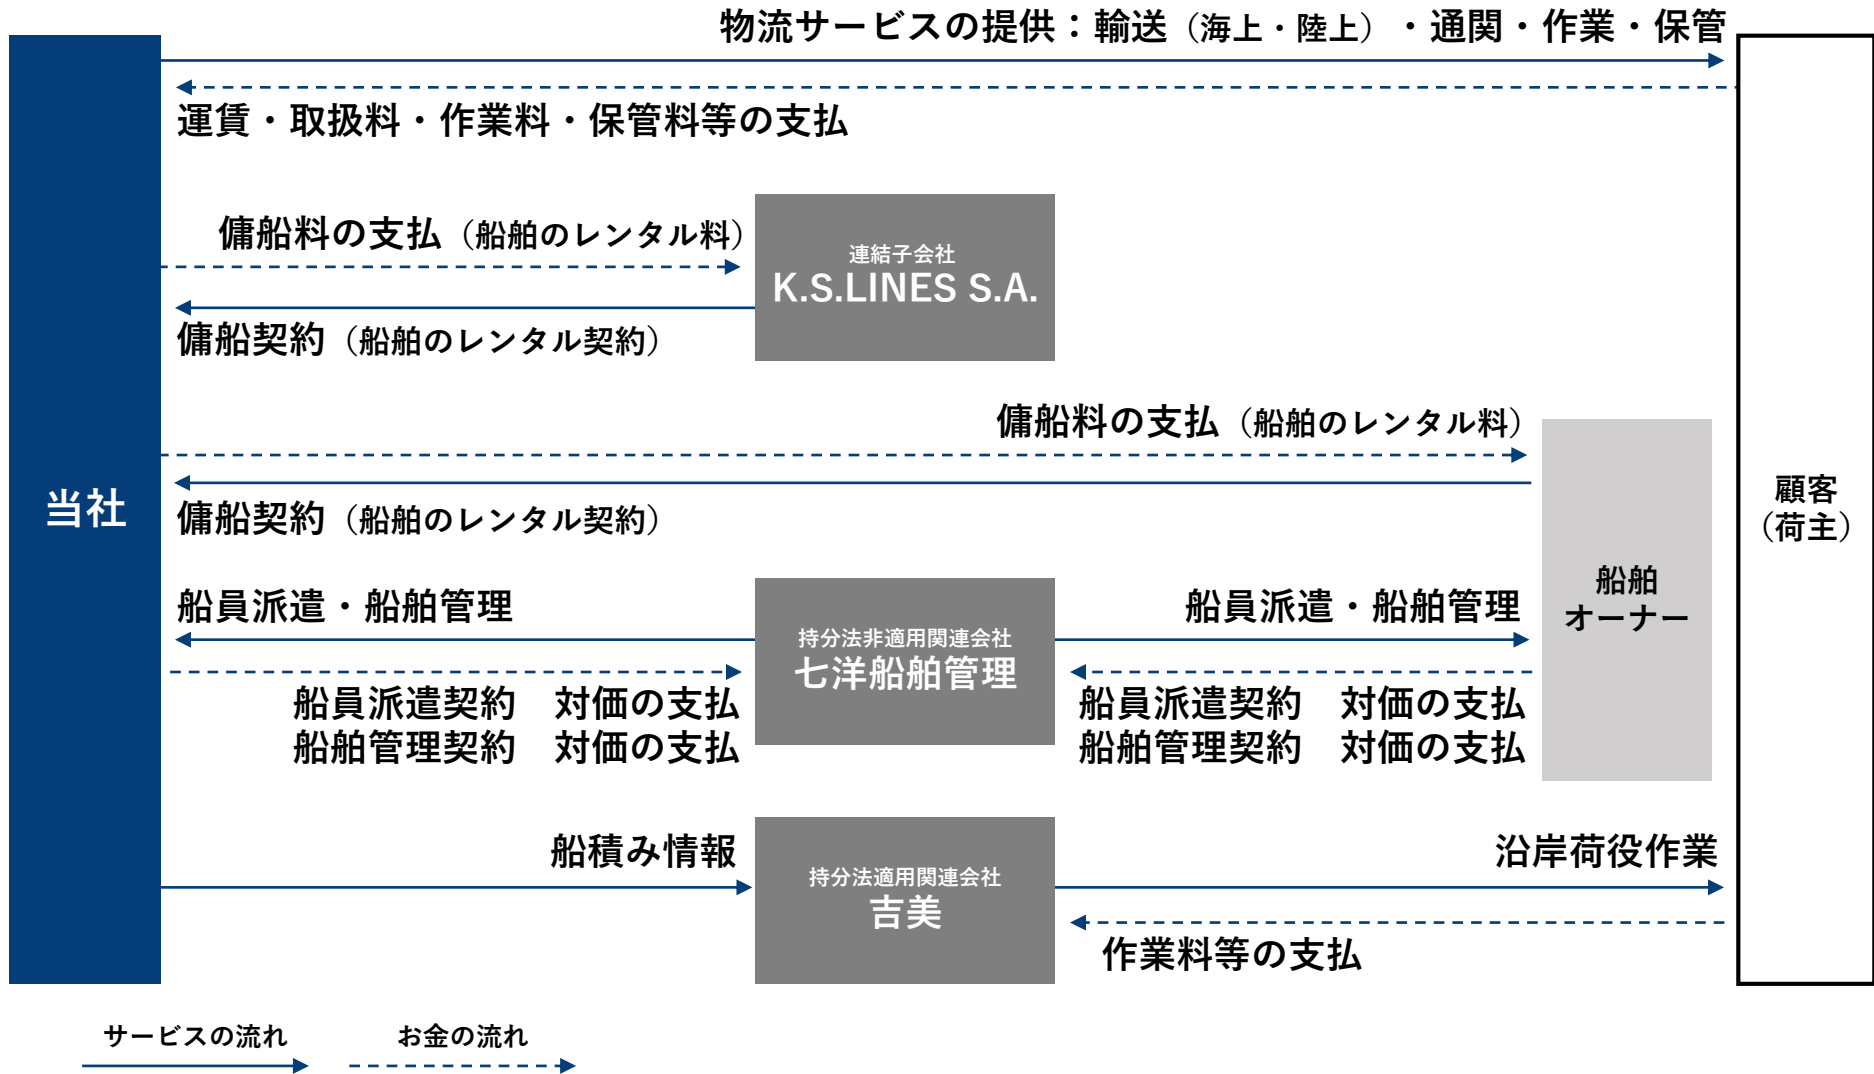 物流サービスの提供：輸送（海上・陸上）・通関・作業・保管
運賃・取扱料・作業料・保管料等の支払
傭船料の支払（船舶のレンタル料）
連結子会社
K.S.LINES S.A.
傭船契約（船舶のレンタル契約）
傭船料の支払（船舶のレンタル料）
当社
傭船契約（船舶のレンタル契約）
顧客
（荷主）
船舶
オーナー
船員派遣・船舶管理
持分法非適用関連会社
七洋船舶管理
船員派遣・船舶管理
船員派遣契約　対価の支払
船舶管理契約　対価の支払
船員派遣契約　対価の支払
船舶管理契約　対価の支払
船積み情報
持分法適用関連会社
吉美
沿岸荷役作業
作業料等の支払
サービスの流れ
お金の流れ